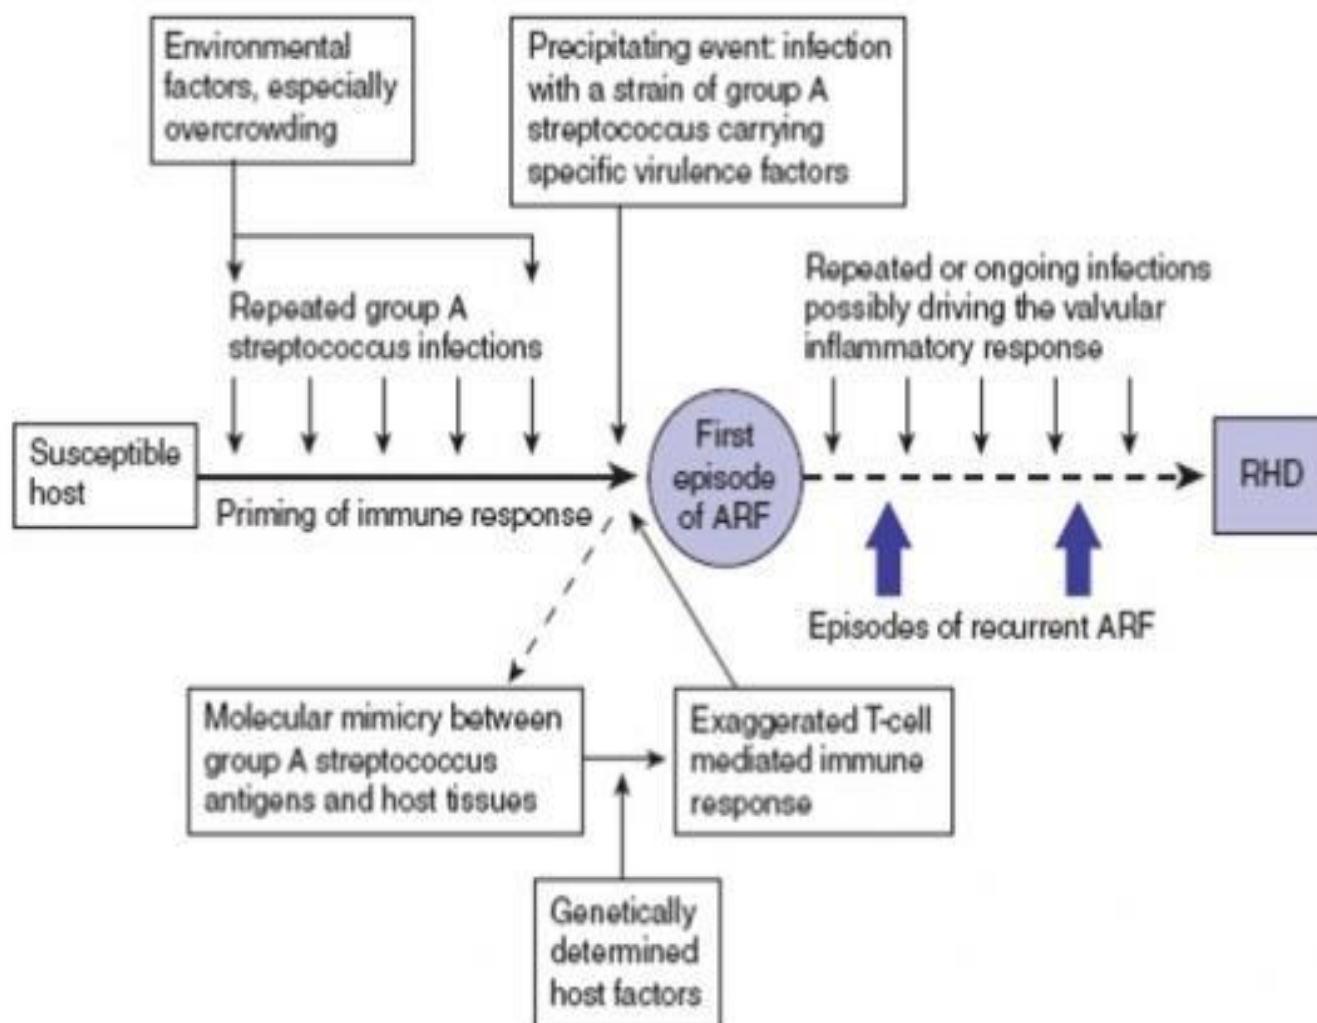 Environmental
factors, especially
overcrowding
Precipitating event: infection
with a strain of group A
streptococcus carrying
specific virulence factors
Repeated group A
streptococcus infections
Repeated or ongoing infections
possibly driving the valvular
inflammatory response
Susceptible
host
Priming of immune response
First
episode
of ARF
RHD
Episodes of recurrent ARF
Molecular mimicry between
group A streptococcus
antigens and host tissues
Exaggerated T-cell
mediated immune
response
Genetically
determined
host factors